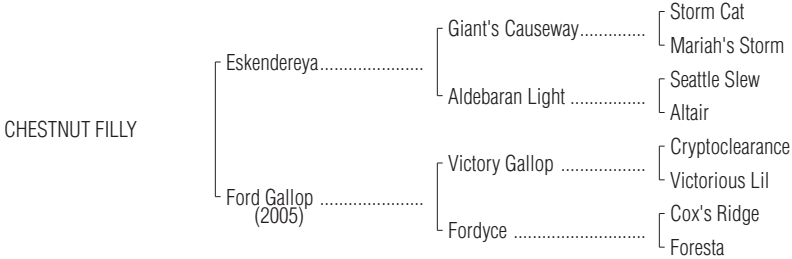 Storm Cat
Giant's Causeway..............
Mariah's Storm
Eskendereya......................
Seattle Slew
Aldebaran Light ................
Altair
CHESTNUT FILLY
Cryptoclearance
Victory Gallop ..................
Victorious Lil
Ford Gallop ......................
(2005)
Cox's Ridge
Fordyce ............................
Foresta